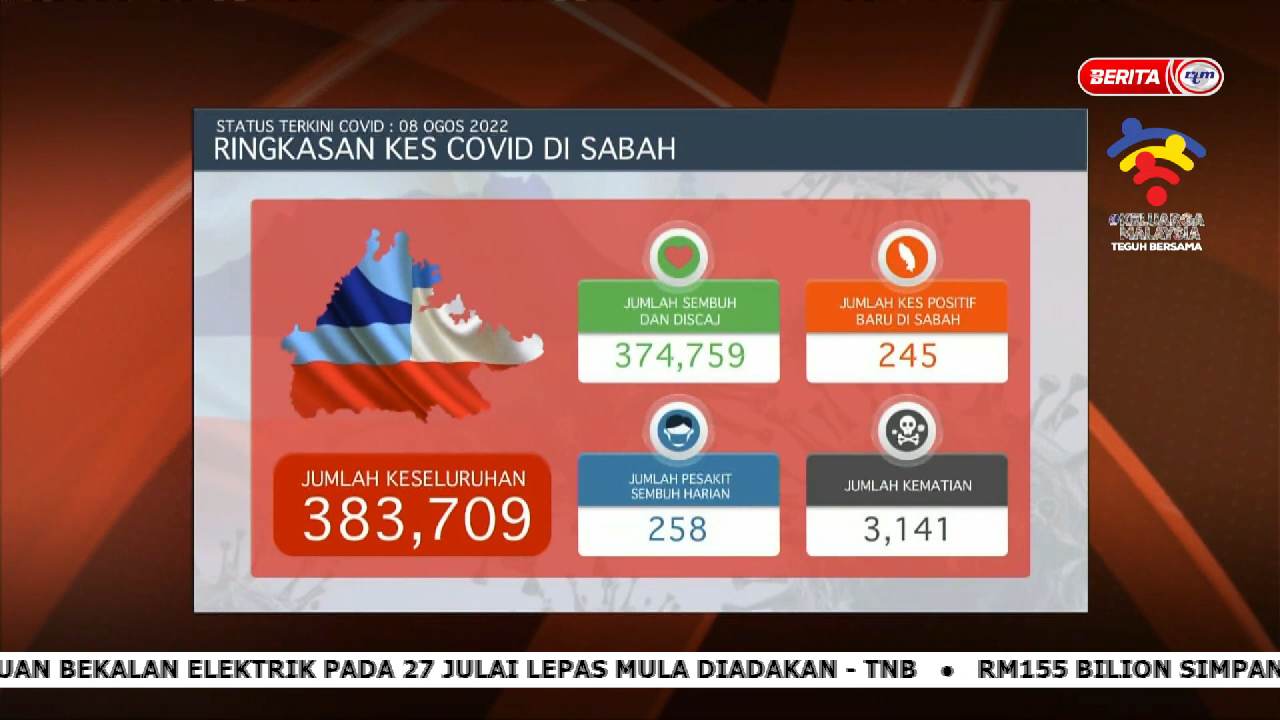 BERITA rtm
STATUS TERKINI COVID : 08 OGOS 2022
RINGKASAN KES COVID DI SABAH
#KELUARGA
MALAYSIA
TEGUH BERSAMA
JUMLAH SEMBUH
DAN DISCAJ
374,759
JUMLAH KES POSITIF
BARU DI SABAH
245
JUMLAH KESELURUHAN
383,709
JUMLAH PESAKIT
SEMBUH HARIAN
258
JUMLAH KEMATIAN
3,141
UAN BEKALAN ELEKTRIK PADA 27 JULAI LEPAS MULA DIADAKAN - TNB • RM155 BILION SIMPAN